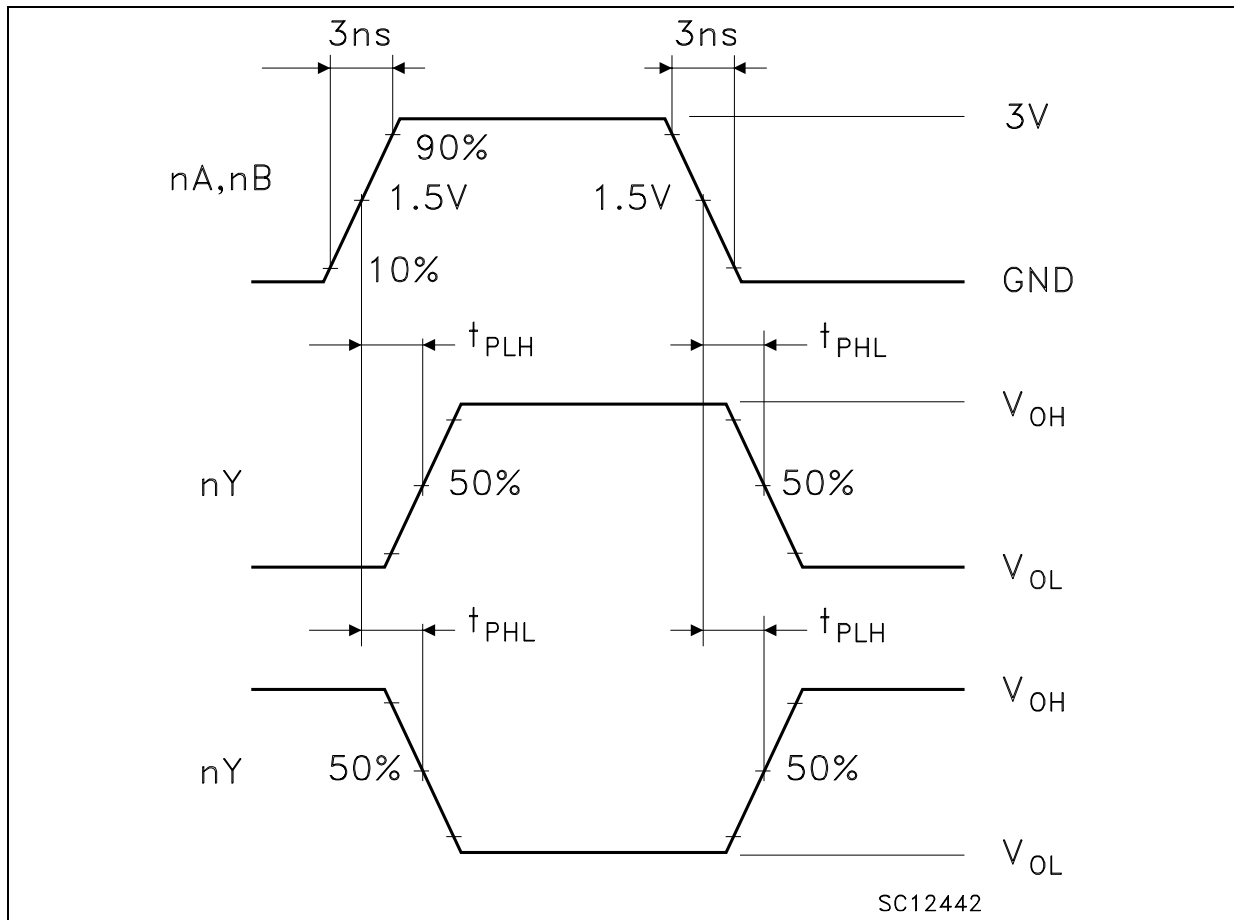 3ns 3ns
3V
90%
nA,nB
1.5V 1.5V
10%
GND
tPLH tPHL
VOH
nY 50% 50%
VOL
tPHL tPLH
VOH
nY 50% 50%
VOL
SC12442